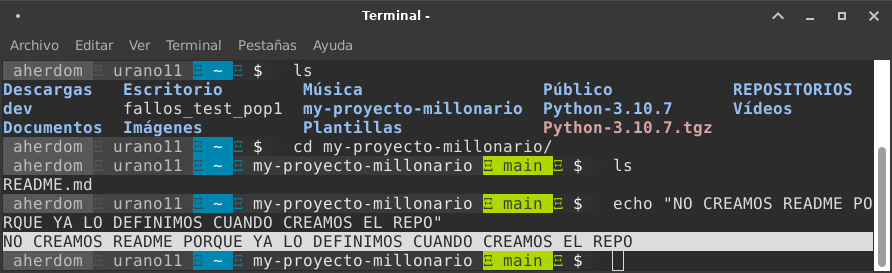 Terminal -
Archivo Editar Ver Terminal Pestañas Ayuda
aherdom urano11 ~ $ ls
Descargas Escritorio Música Público REPOSITORIOS
dev fallos_test_pop1 my-proyecto-millonario Python-3.10.7 Vídeos
Documentos Imágenes Plantillas Python-3.10.7.tgz
aherdom urano11 ~ $ cd my-proyecto-millonario/
aherdom urano11 ~ my-proyecto-millonario main $ ls
README.md
aherdom urano11 ~ my-proyecto-millonario main $ echo "NO CREAMOS README PO
RQUE YA LO DEFINIMOS CUANDO CREAMOS EL REPO"
NO CREAMOS README PORQUE YA LO DEFINIMOS CUANDO CREAMOS EL REPO
aherdom urano11 ~ my-proyecto-millonario main $